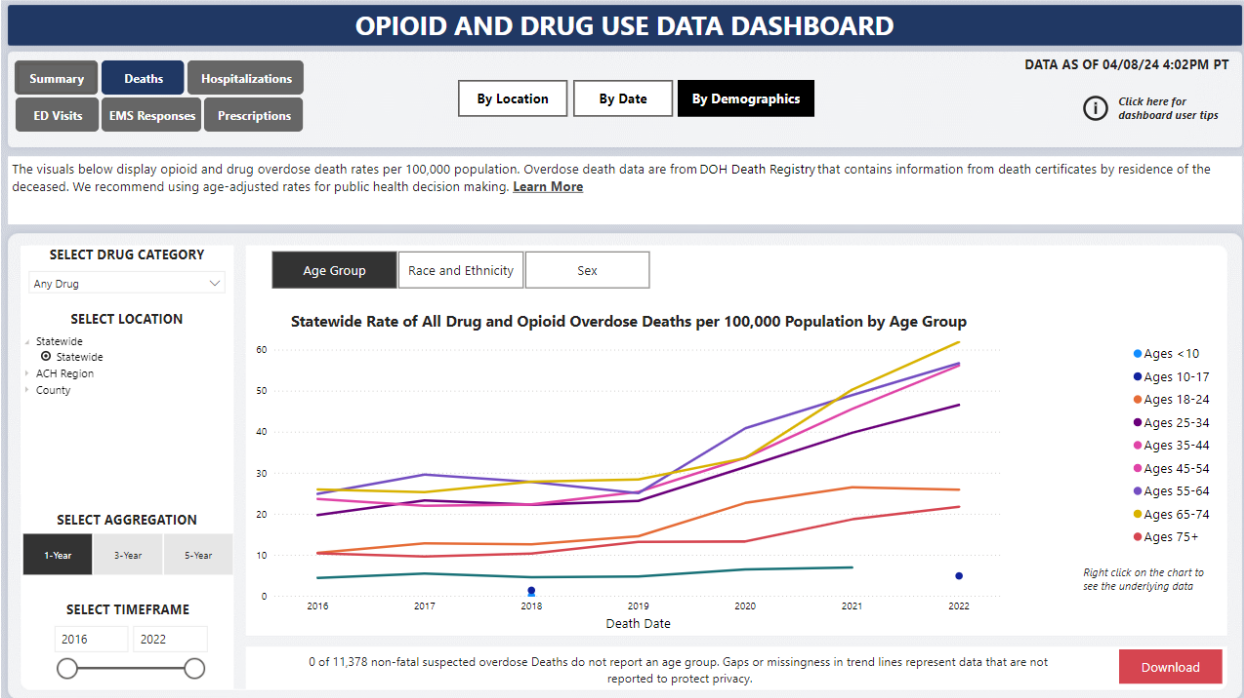 OPIOID AND DRUG USE DATA DASHBOARD
Summary
Deaths
Hospitalizations
ED Visits
EMS Responses
Prescriptions
By Location
By Date
By Demographics
DATA AS OF 04/08/24 4:02PM PT
i
Click here for
dashboard user tips
The visuals below display opioid and drug overdose death rates per 100,000 population. Overdose death data are from DOH Death Registry that contains information from death certificates by residence of the
deceased. We recommend using age-adjusted rates for public health decision making. Learn More
SELECT DRUG CATEGORY
Any Drug
SELECT LOCATION
Statewide
Statewide
ACH Region
County
SELECT AGGREGATION
1-Year
3-Year
5-Year
SELECT TIMEFRAME
2016
2022
Age Group
Race and Ethnicity
Sex
Statewide Rate of All Drug and Opioid Overdose Deaths per 100,000 Population by Age Group
60
50
40
30
20
10
0
2016
2017
2018
2019
2020
2021
2022
Death Date
Ages <10
Ages 10-17
Ages 18-24
Ages 25-34
Ages 35-44
Ages 45-54
Ages 55-64
Ages 65-74
Ages 75+
Right click on the chart to
see the underlying data
0 of 11,378 non-fatal suspected overdose Deaths do not report an age group. Gaps or missingness in trend lines represent data that are not
reported to protect privacy.
Download